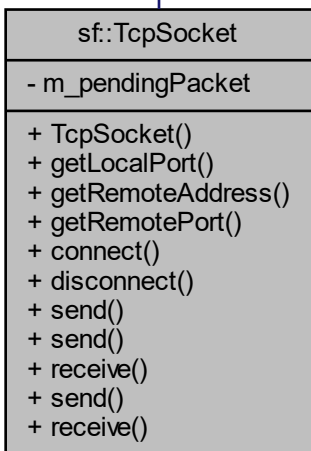 sf::TcpSocket
- m_pendingPacket
+ TcpSocket()
+ getLocalPort()
+ getRemoteAddress()
+ getRemotePort()
+ connect()
+ disconnect()
+ send()
+ send()
+ receive()
+ send()
+ receive()